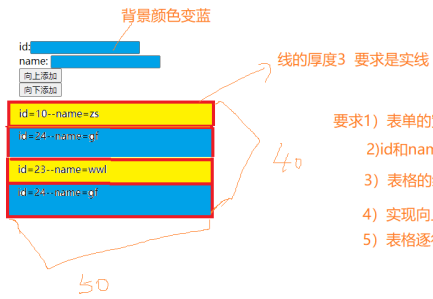 背景颜色变蓝
id:
name:
向上添加
向下添加
线的厚度3 要求是实线
id=10--name=zs
id=24--name=gf
id=23--name=wwl
id=24--name=gf
40
50
要求1）表单的
2)id和nam
3）表格的
4）实现向
5）表格逐